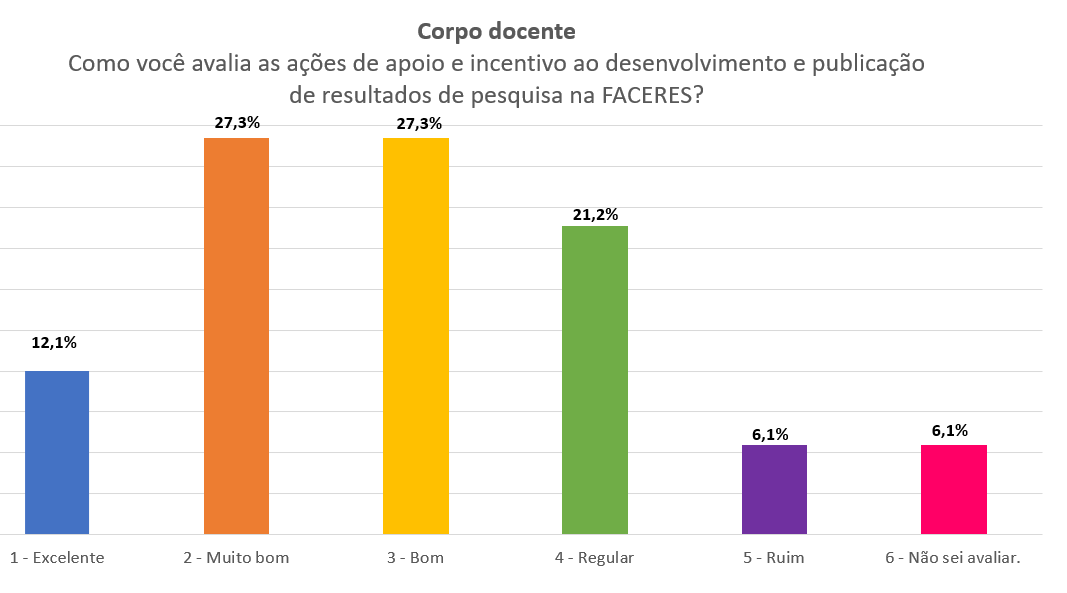 Corpo docente
Como você avalia as ações de apoio e incentivo ao desenvolvimento e publicação
de resultados de pesquisa na FACERES?
27,3%
27,3%
21,2%
12,1%
6,1%
6,1%
1 - Excelente
2 - Muito bom
3 - Bom
4 - Regular
5 - Ruim
6 - Não sei avaliar.